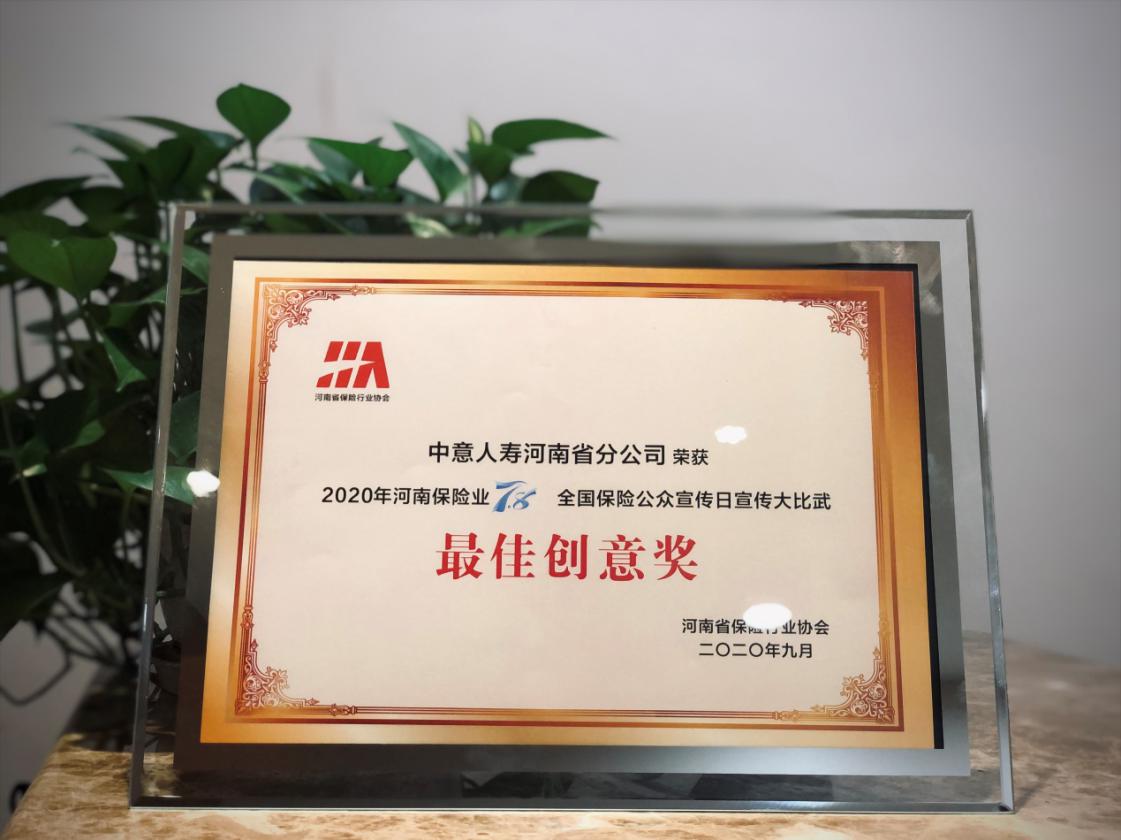 河南省保险行业协会
中意人寿河南省分公司 荣获
2020年河南保险业 7.8 全国保险公众宣传日宣传大比武
最佳创意奖
河南省保险行业协会
二〇二〇年九月